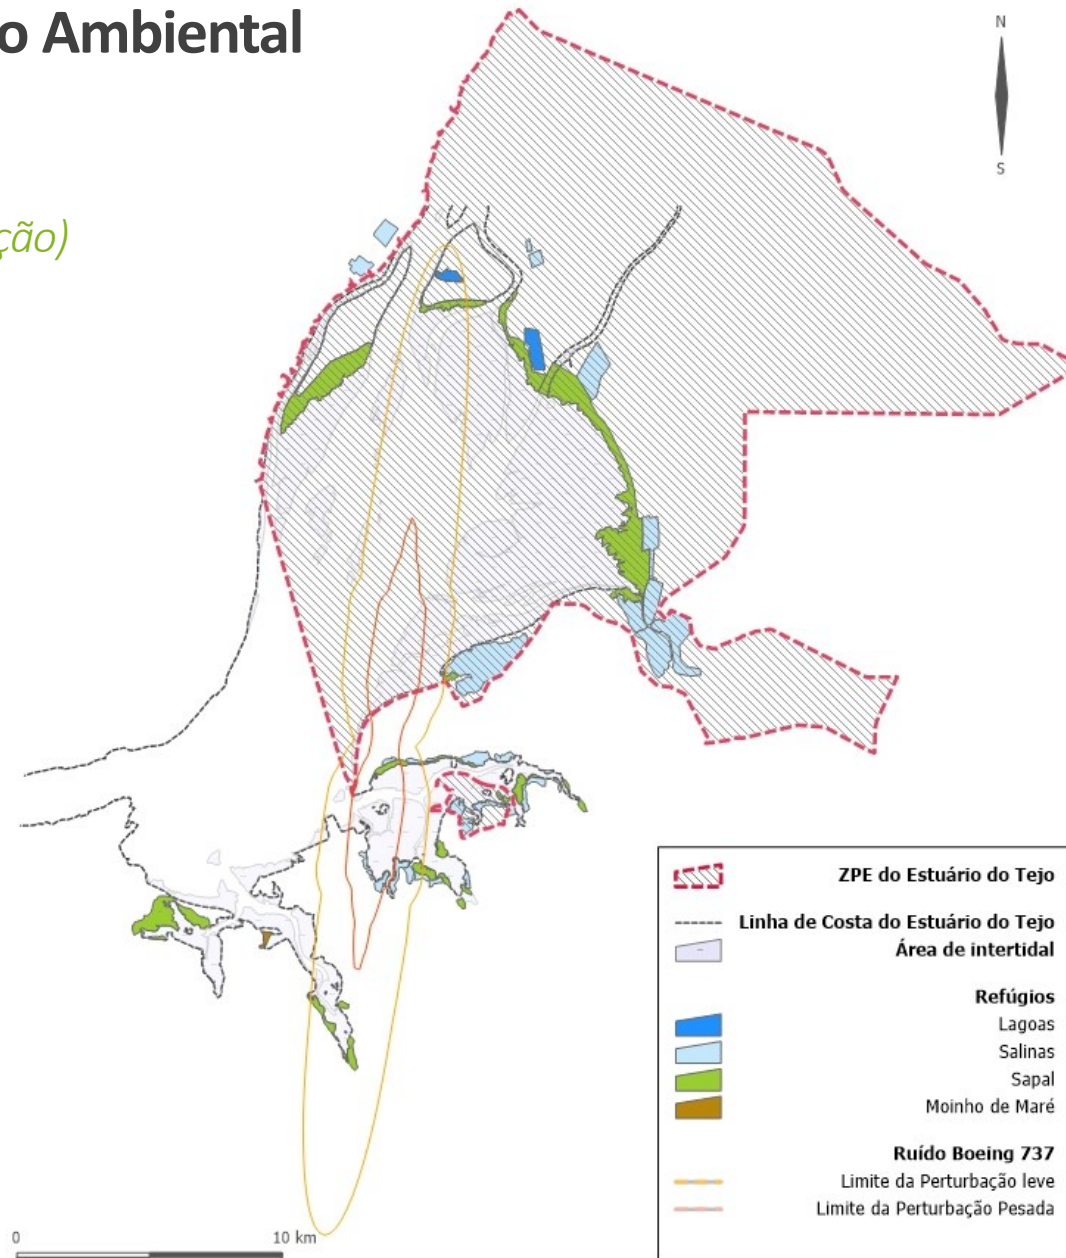 o Ambiental
ção)
N
S
ZPE do Estuário do Tejo
Linha de Costa do Estuário do Tejo
Área de intertidal
Refúgios
Lagoas
Salinas
Sapal
Moinho de Maré
Ruído Boeing 737
Limite da Perturbação leve
Limite da Perturbação Pesada
0 10 km